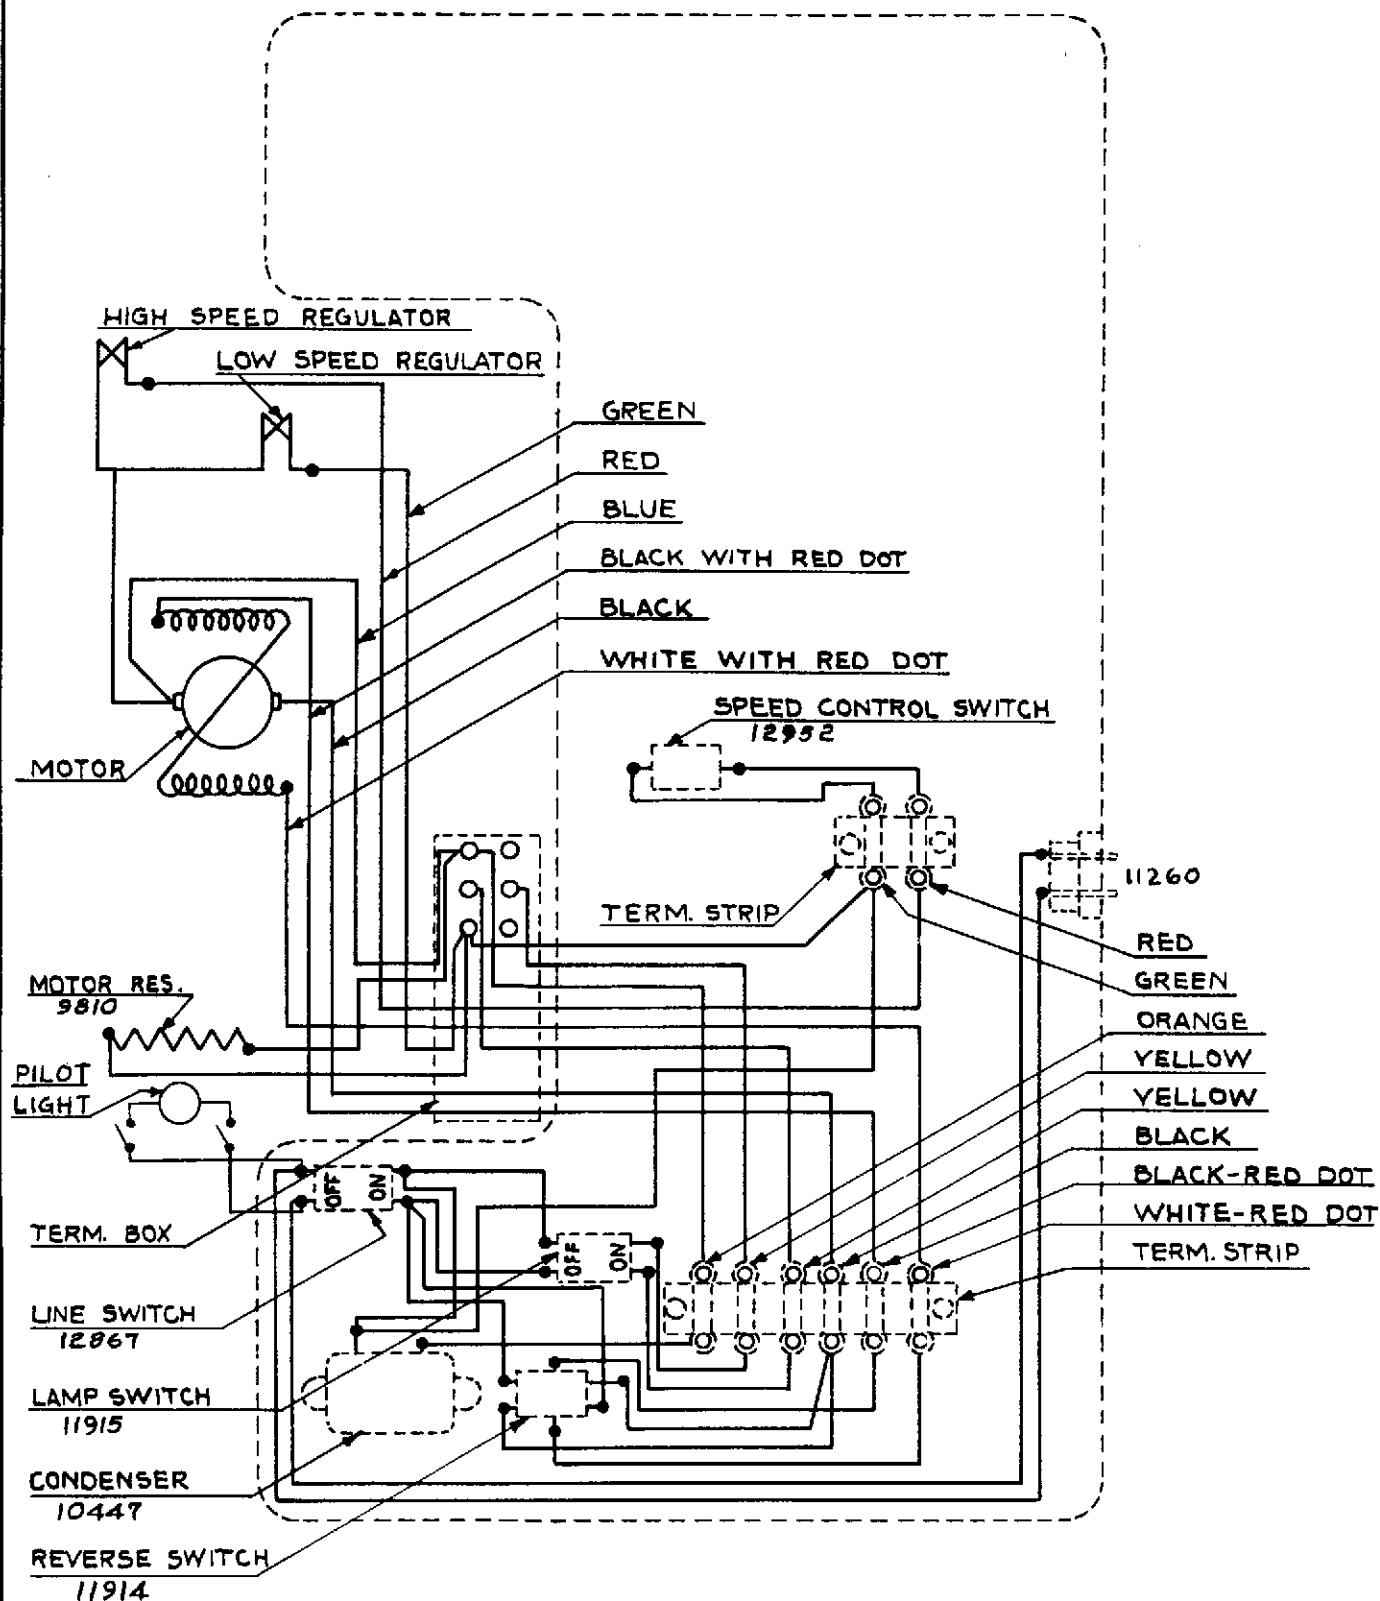 HIGH SPEED REGULATOR
LOW SPEED REGULATOR
GREEN
RED
BLUE
BLACK WITH RED DOT
BLACK
WHITE WITH RED DOT
SPEED CONTROL SWITCH
12952
MOTOR
11260
TERM. STRIP
RED
GREEN
MOTOR RES.
9810
ORANGE
YELLOW
PILOT
LIGHT
YELLOW
BLACK
BLACK-RED DOT
OFF
ON
WHITE-RED DOT
TERM. BOX
TERM. STRIP
OFF
ON
LINE SWITCH
12867
LAMP SWITCH
11915
CONDENSER
10447
REVERSE SWITCH
11914